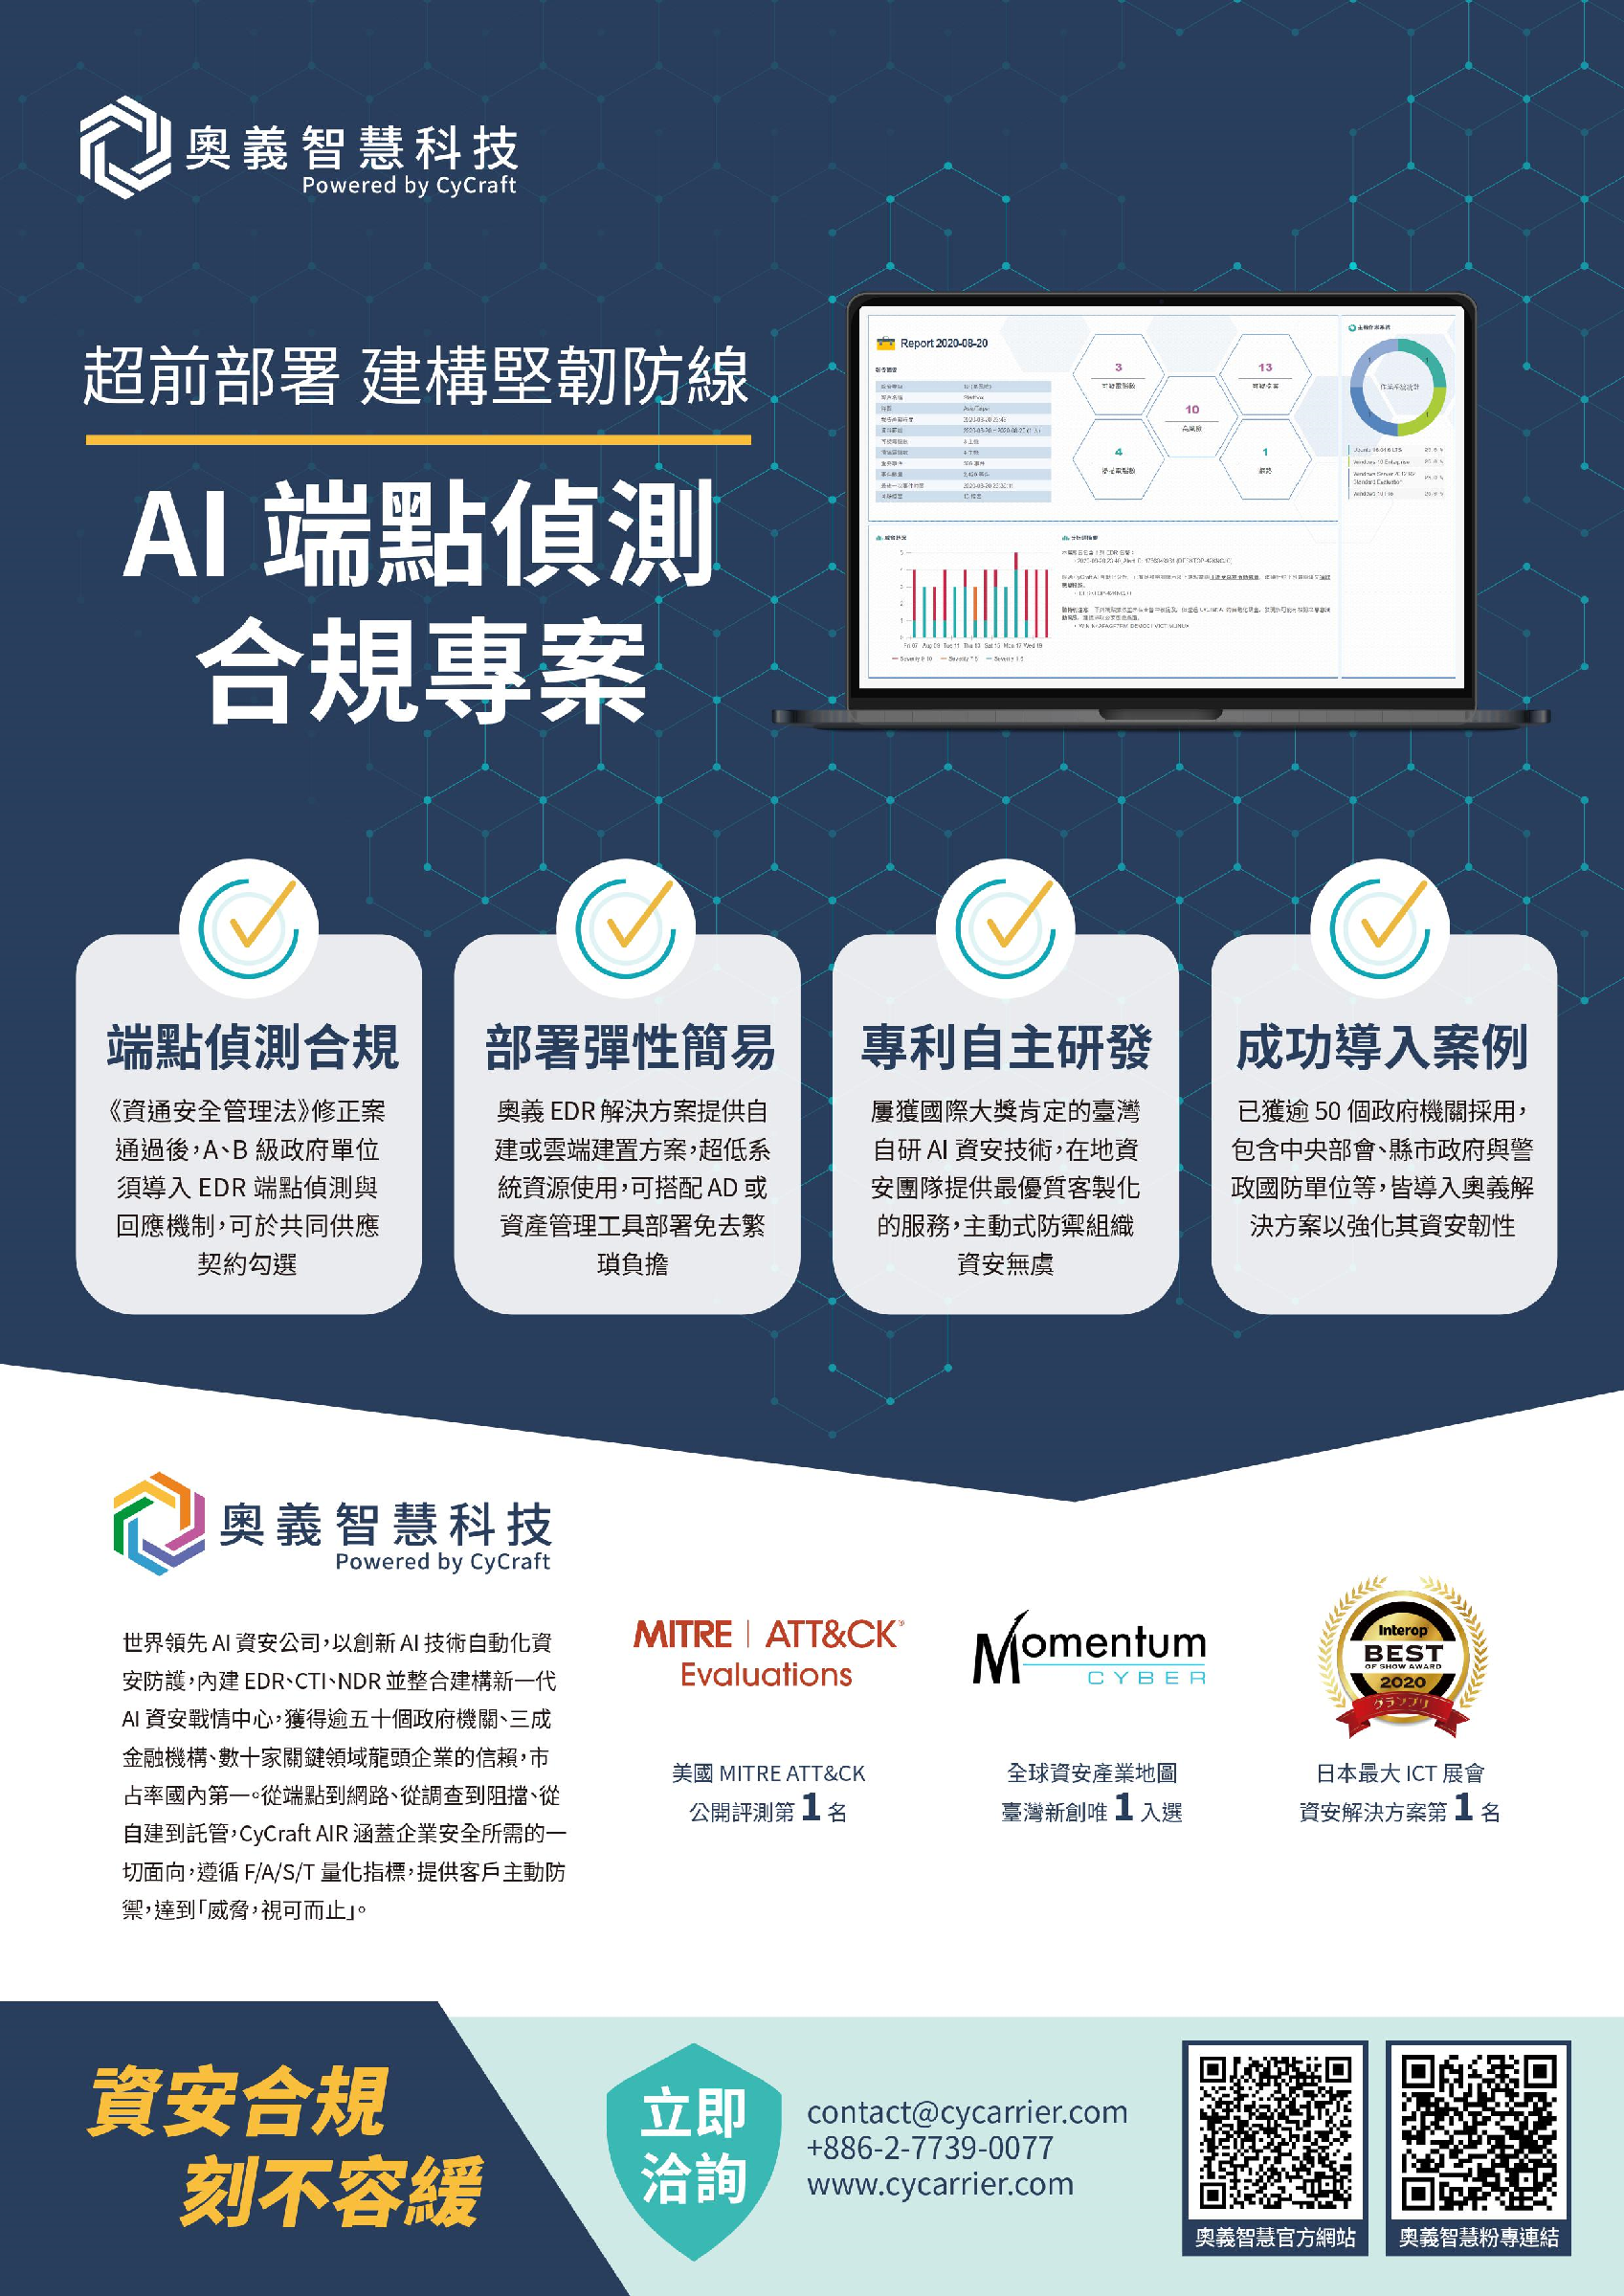 奧義智慧科技
Powered by CyCraft
超前部署 建構堅韌防線
AI 端點偵測
合規專案
Report 2020-08-20
3
13
10
高風險
4
1
端點偵測合規
《資通安全管理法》修正案
通過後，A、B 級政府單位
須導入 EDR 端點偵測與
回應機制，可於共同供應
契約勾選
部署彈性簡易
奧義 EDR 解決方案提供自
建或雲端建置方案，超低系
統資源使用，可搭配 AD 或
資產管理工具部署免去繁
瑣負擔
專利自主研發
屢獲國際大獎肯定的臺灣
自研 AI 資安技術，在地資
安團隊提供最優質客製化
的服務，主動式防禦組織
資安無虞
成功導入案例
已獲逾 50 個政府機關採用，
包含中央部會、縣市政府與警
政國防單位等，皆導入奧義解
決方案以強化其資安韌性
奧義智慧科技
Powered by CyCraft
世界領先 AI 資安公司，以創新 AI 技術自動化資
安防護，內建 EDR、CTI、NDR 並整合建構新一代
AI 資安戰情中心，獲得逾五十個政府機關、三成
金融機構、數十家關鍵領域龍頭企業的信賴，市
占率國內第一。從端點到網路、從調查到阻擋、從
自建到託管，CyCraft AIR 涵蓋企業安全所需的一
切面向，遵循 F/A/S/T 量化指標，提供客戶主動防
禦，達到「威脅，視可而止」。
MITRE | ATT&CK®
Evaluations
美國 MITRE ATT&CK
公開評測第 1 名
Momentum
CYBER
全球資安產業地圖
臺灣新創唯 1 入選
Interop
BEST
OF SHOW AWARD
2020
グランプリ
日本最大 ICT 展會
資安解決方案第 1 名
資安合規
刻不容緩
立即
洽詢
contact@cycarrier.com
+886-2-7739-0077
www.cycarrier.com
奧義智慧官方網站
奧義智慧粉專連結